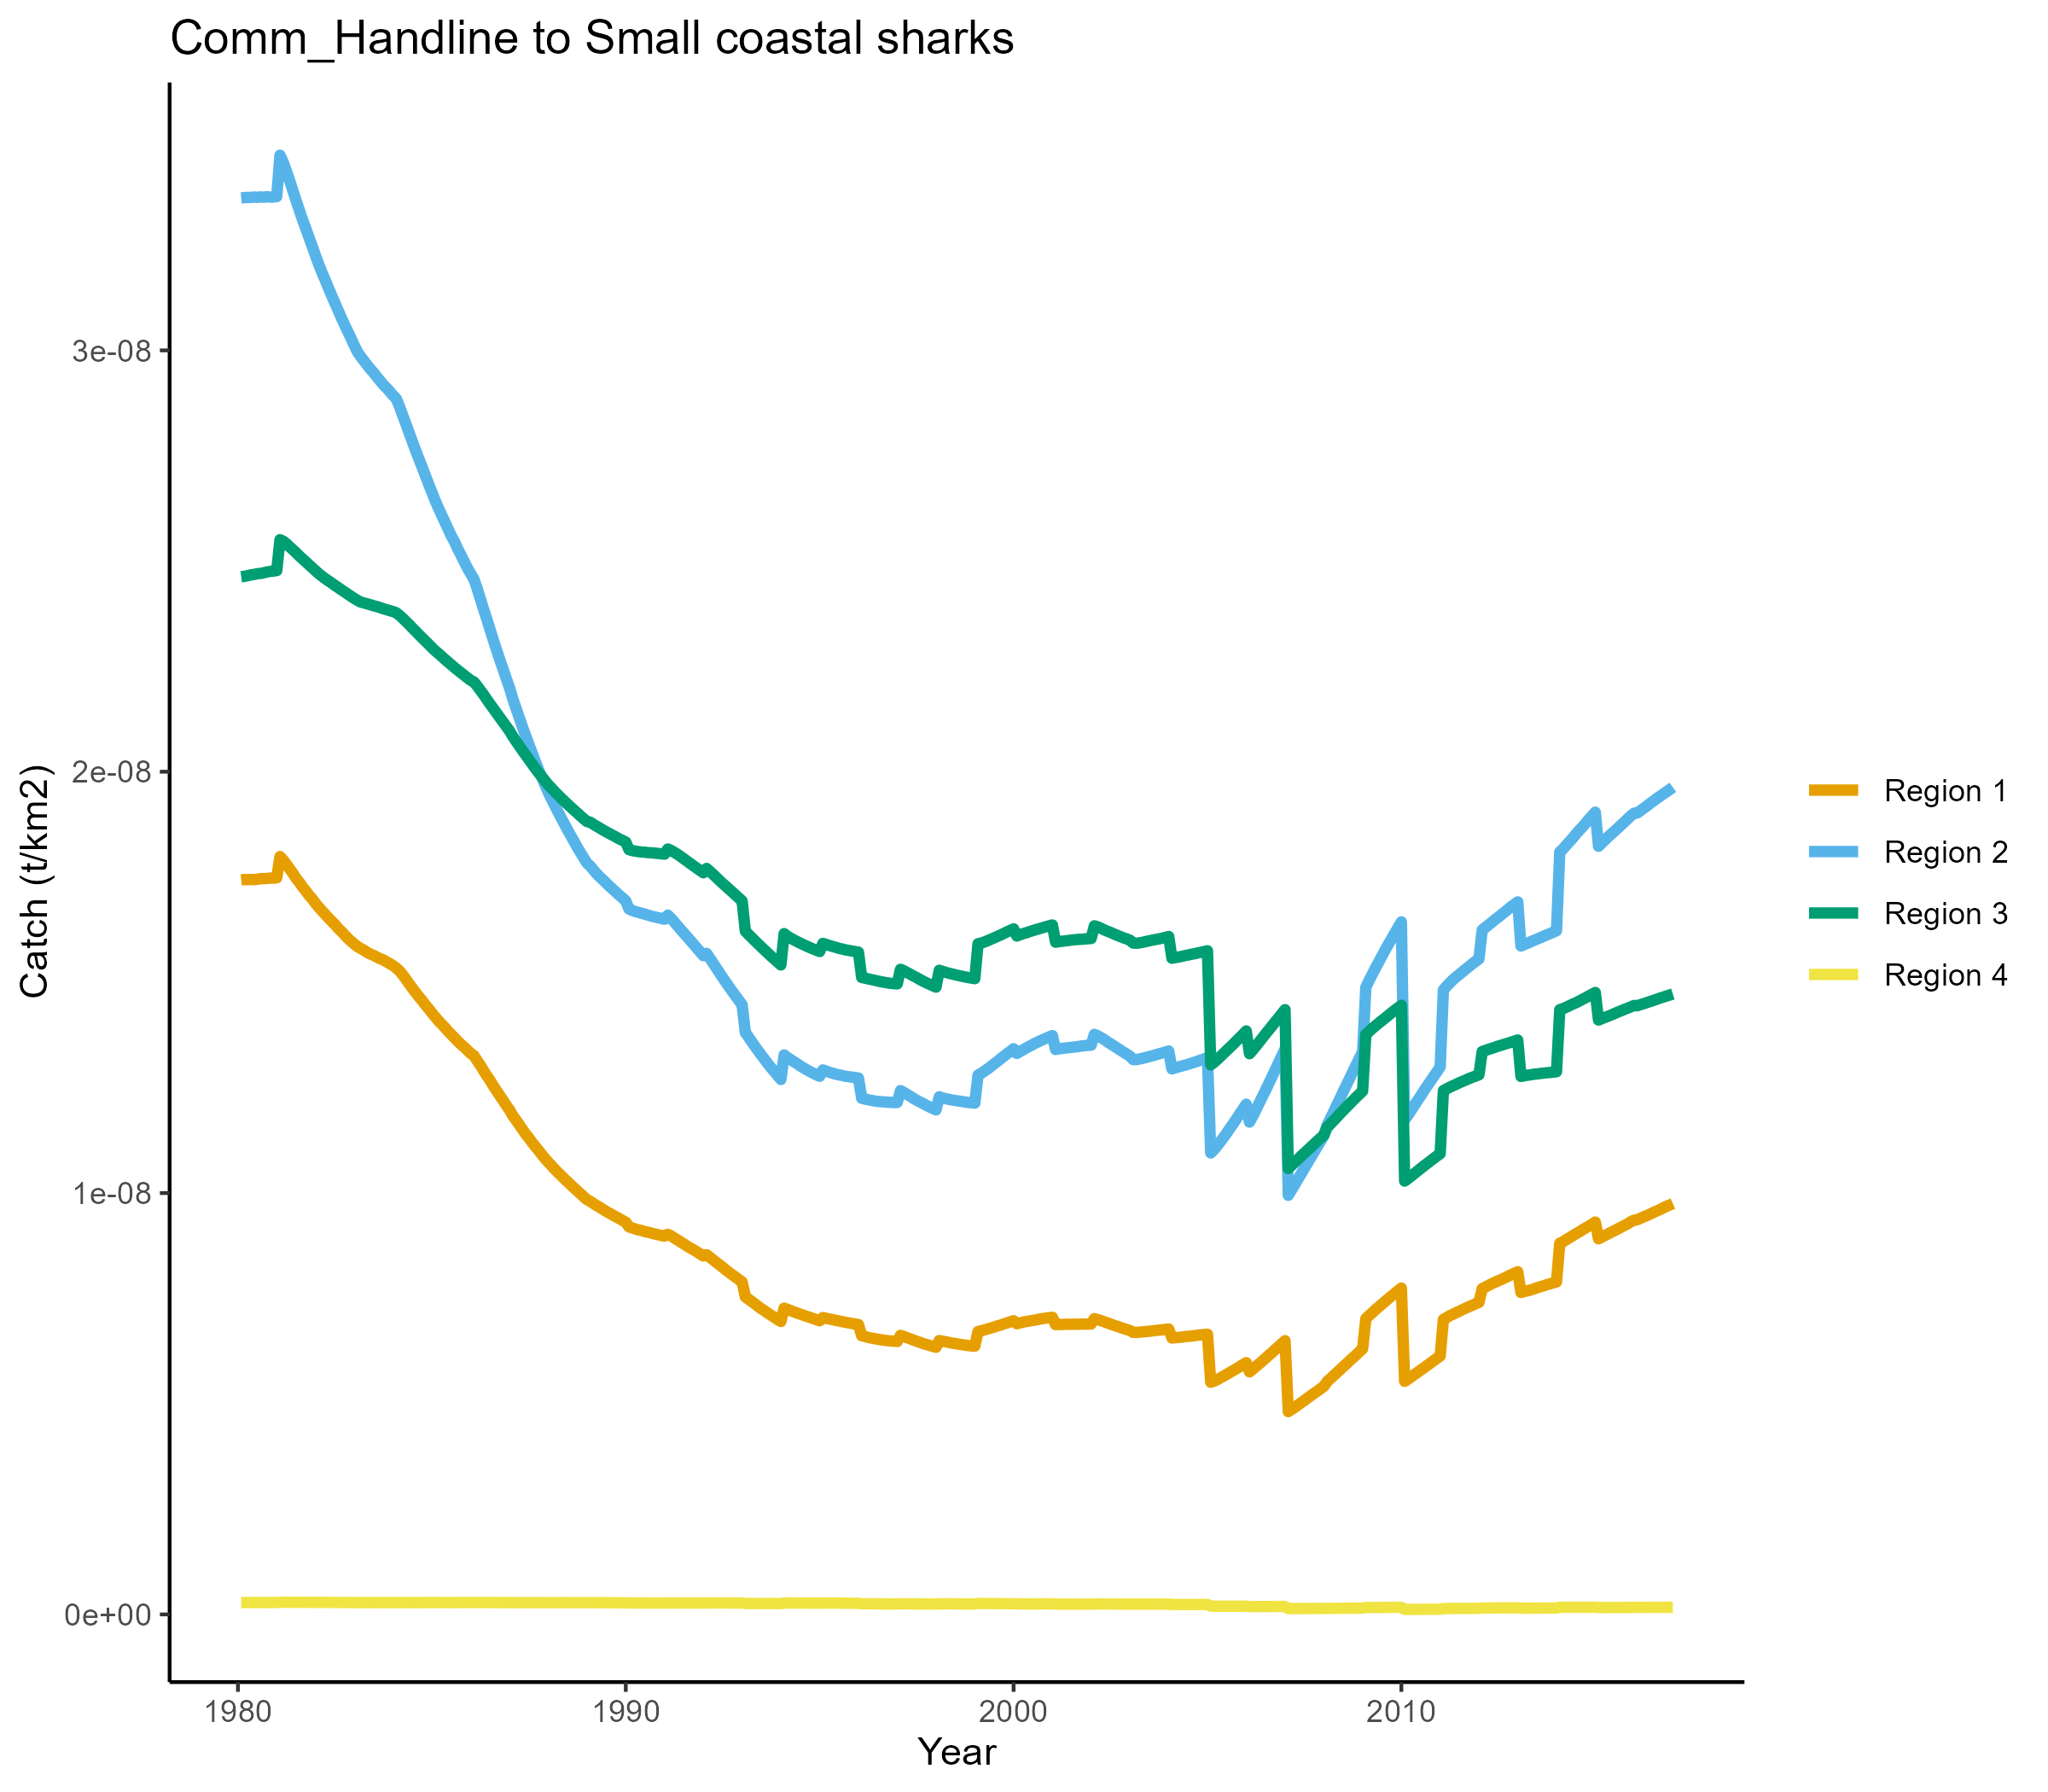 Comm_Handline to Small coastal sharks
Catch (t/km2)
3e-08
2e-08
1e-08
0e+00
1980
1990
2000
2010
Year
Region 1
Region 2
Region 3
Region 4